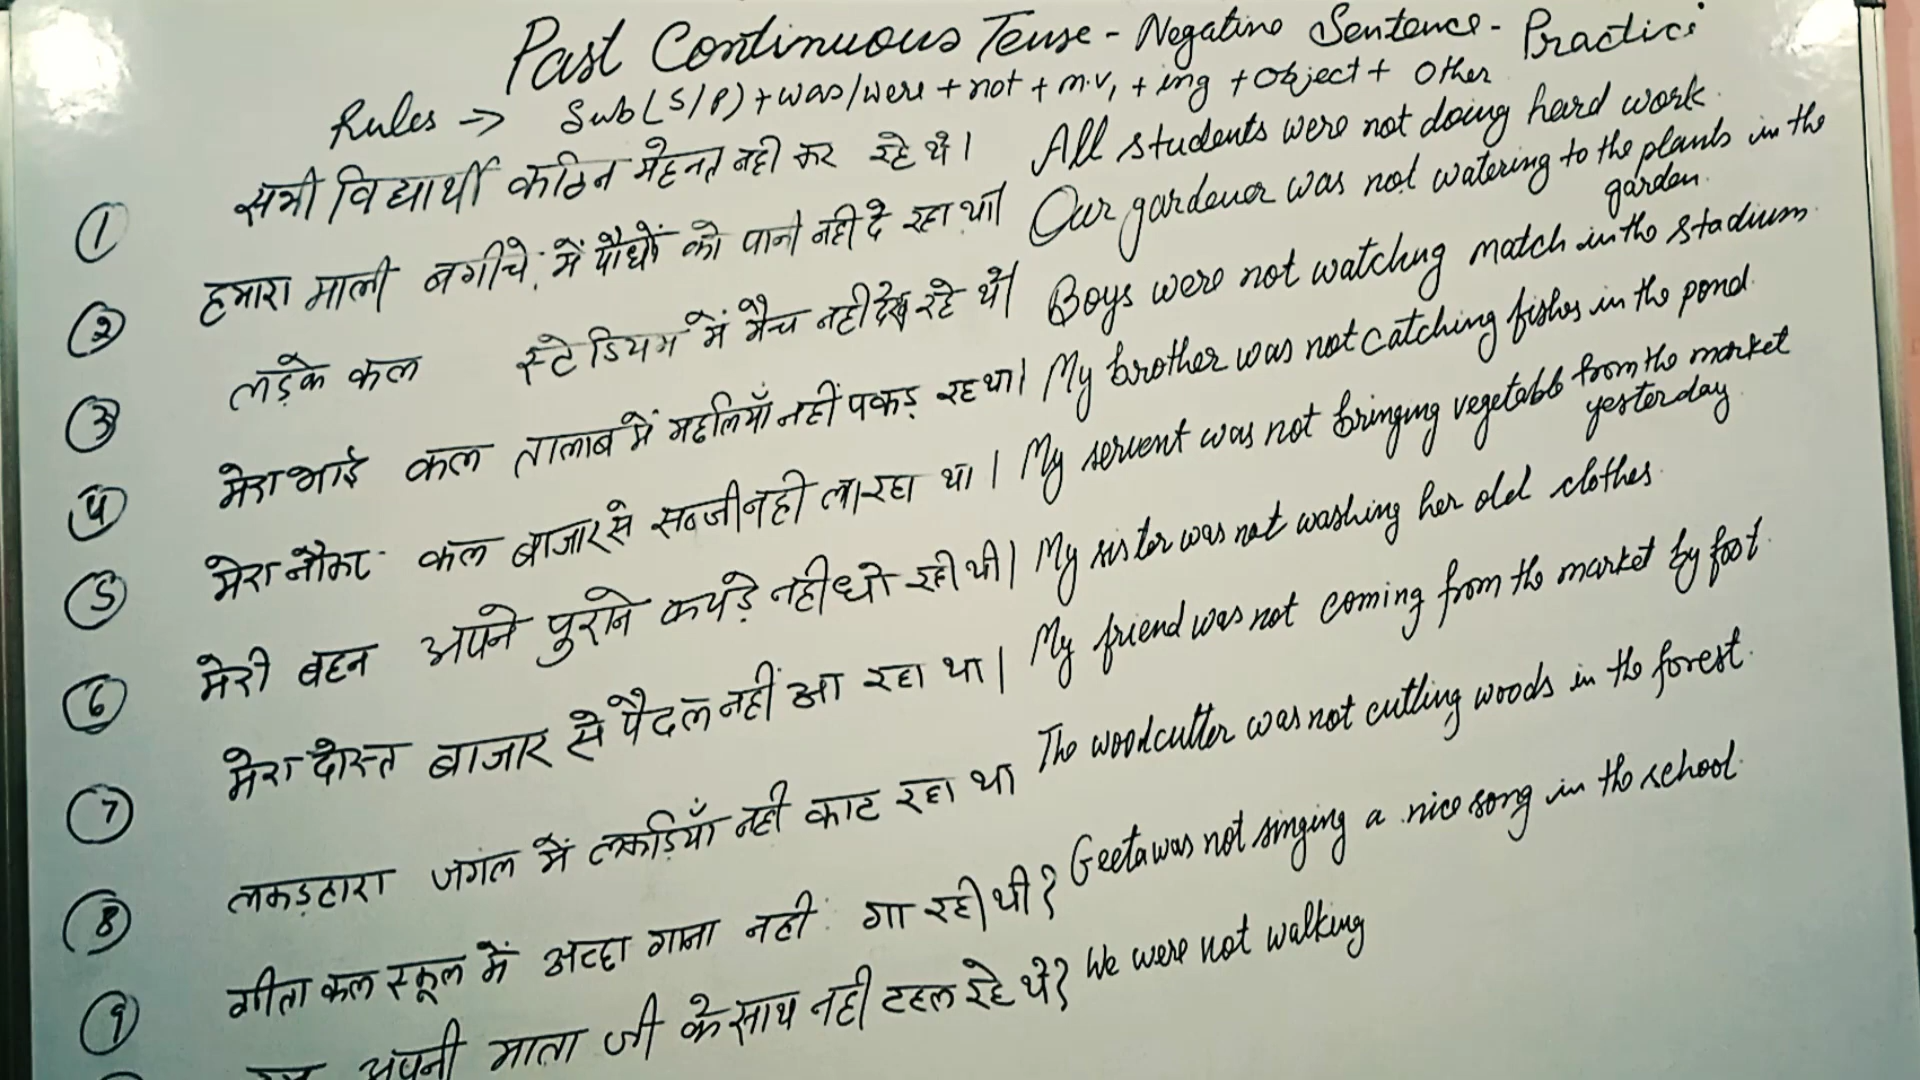 Past Continuous Tense - Negative Sentence - Practice
Rules → Sub(S/P) + was/were + not + m.v₁ + ing + object + other
① सभी विद्यार्थी कठिन मेहनत नही कर रहे थे। All students were not doing hard work.
② हमारा माली बगीचे में पौधों को पानी नही दे रहा था। Our gardener was not watering to the plants in the garden.
③ लड़के कल स्टेडियम में मैच नही देख रहे थे। Boys were not watchng match in the stadium
④ मेरा भाई कल तालाब में मछलियाँ नहीं पकड़ रह था। My brother was not catching fishes in the pond.
⑤ मेरा नौकर कल बाजार से सब्जी नही ला रहा था। My servent was not bringing vegetable from the market yesterday.
⑥ मेरी बहन अपने पुराने कपड़े नही धो रही थी। My sister was not washing her old clothes.
⑦ मेरा दोस्त बाजार से पैदल नहीं आ रहा था। My friend was not coming from the market by foot.
⑧ लकड़हारा जंगल में लकड़ियाँ नही काट रहा था The woodcutter was not cutting woods in the forest.
⑨ गीता कल स्कूल में अच्छा गाना नही गा रही थी? Geeta was not singing a nice song in the school.
अपनी माता जी के साथ नही टहल रहे थे? We were not walking